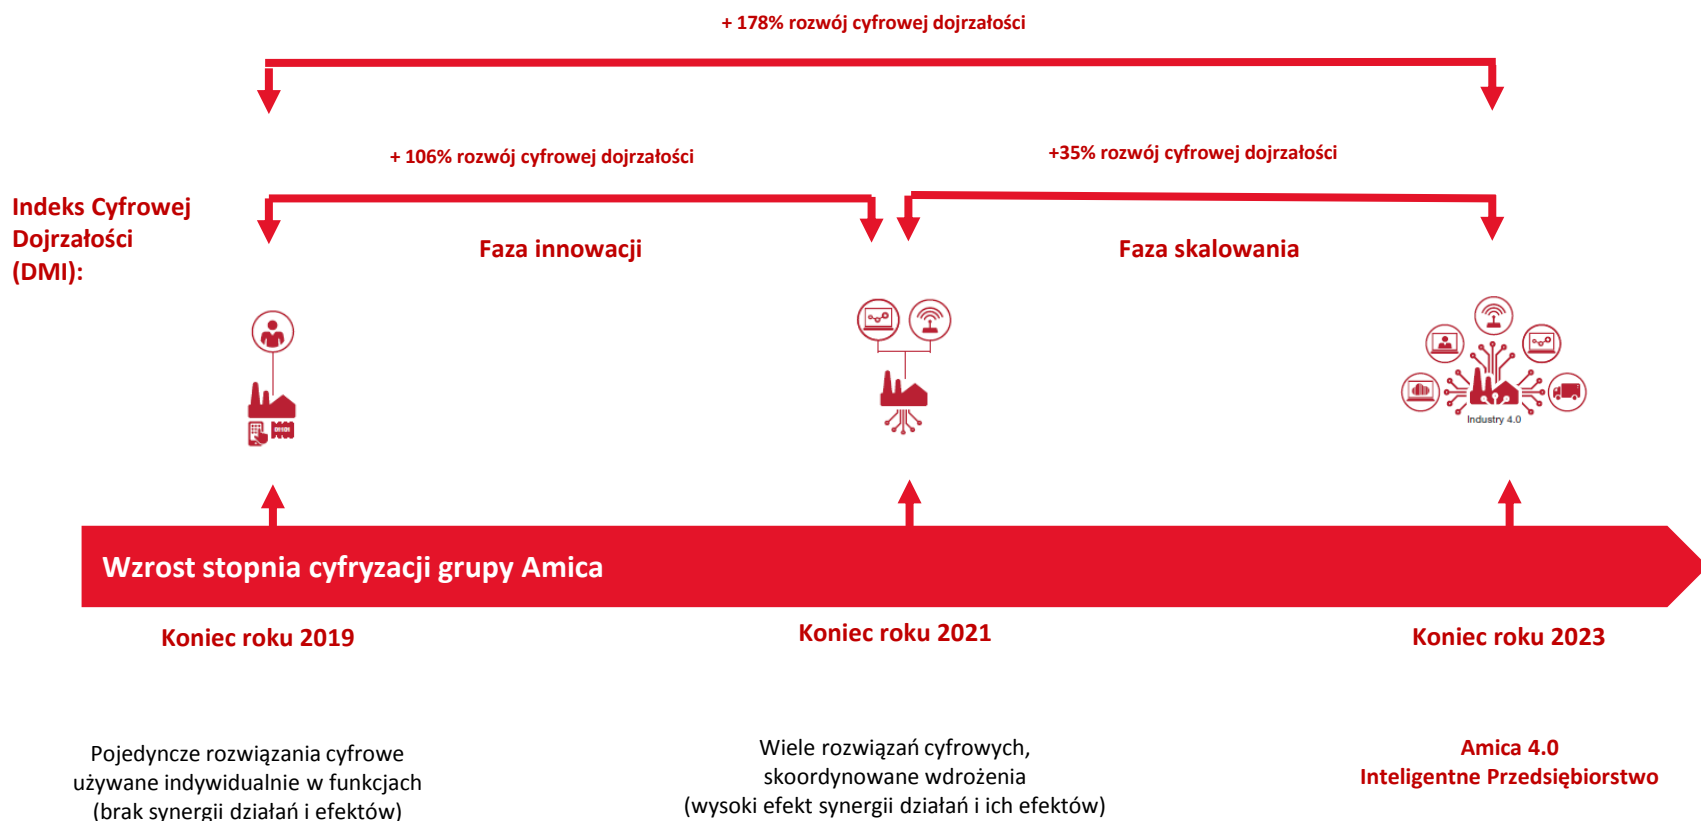 + 178% rozwój cyfrowej dojrzałości
+ 106% rozwój cyfrowej dojrzałości
+35% rozwój cyfrowej dojrzałości
Indeks Cyfrowej
Dojrzałości
(DMI):
Faza innowacji
Faza skalowania
01101
Industry 4.0
Wzrost stopnia cyfryzacji grupy Amica
Koniec roku 2019
Koniec roku 2021
Koniec roku 2023
Pojedyncze rozwiązania cyfrowe
używane indywidualnie w funkcjach
(brak synergii działań i efektów)
Wiele rozwiązań cyfrowych,
skoordynowane wdrożenia
(wysoki efekt synergii działań i ich efektów)
Amica 4.0
Inteligentne Przedsiębiorstwo